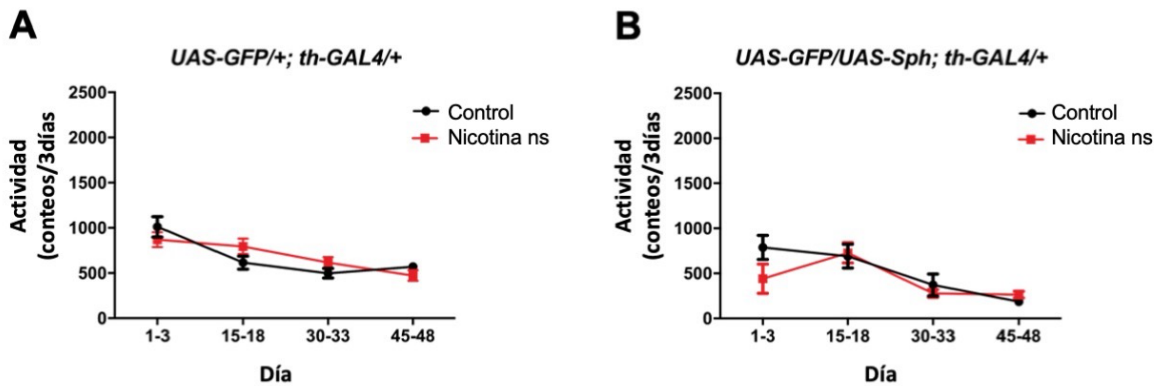 A
UAS-GFP/+; th-GAL4/+
Actividad
(conteos/3días)
2500
2000
1500
1000
500
0
Control
Nicotina ns
1-3
15-18
30-33
45-48
Día
B
UAS-GFP/UAS-Sph; th-GAL4/+
Actividad
(conteos/3días)
2500
2000
1500
1000
500
0
Control
Nicotina ns
1-3
15-18
30-33
45-48
Día